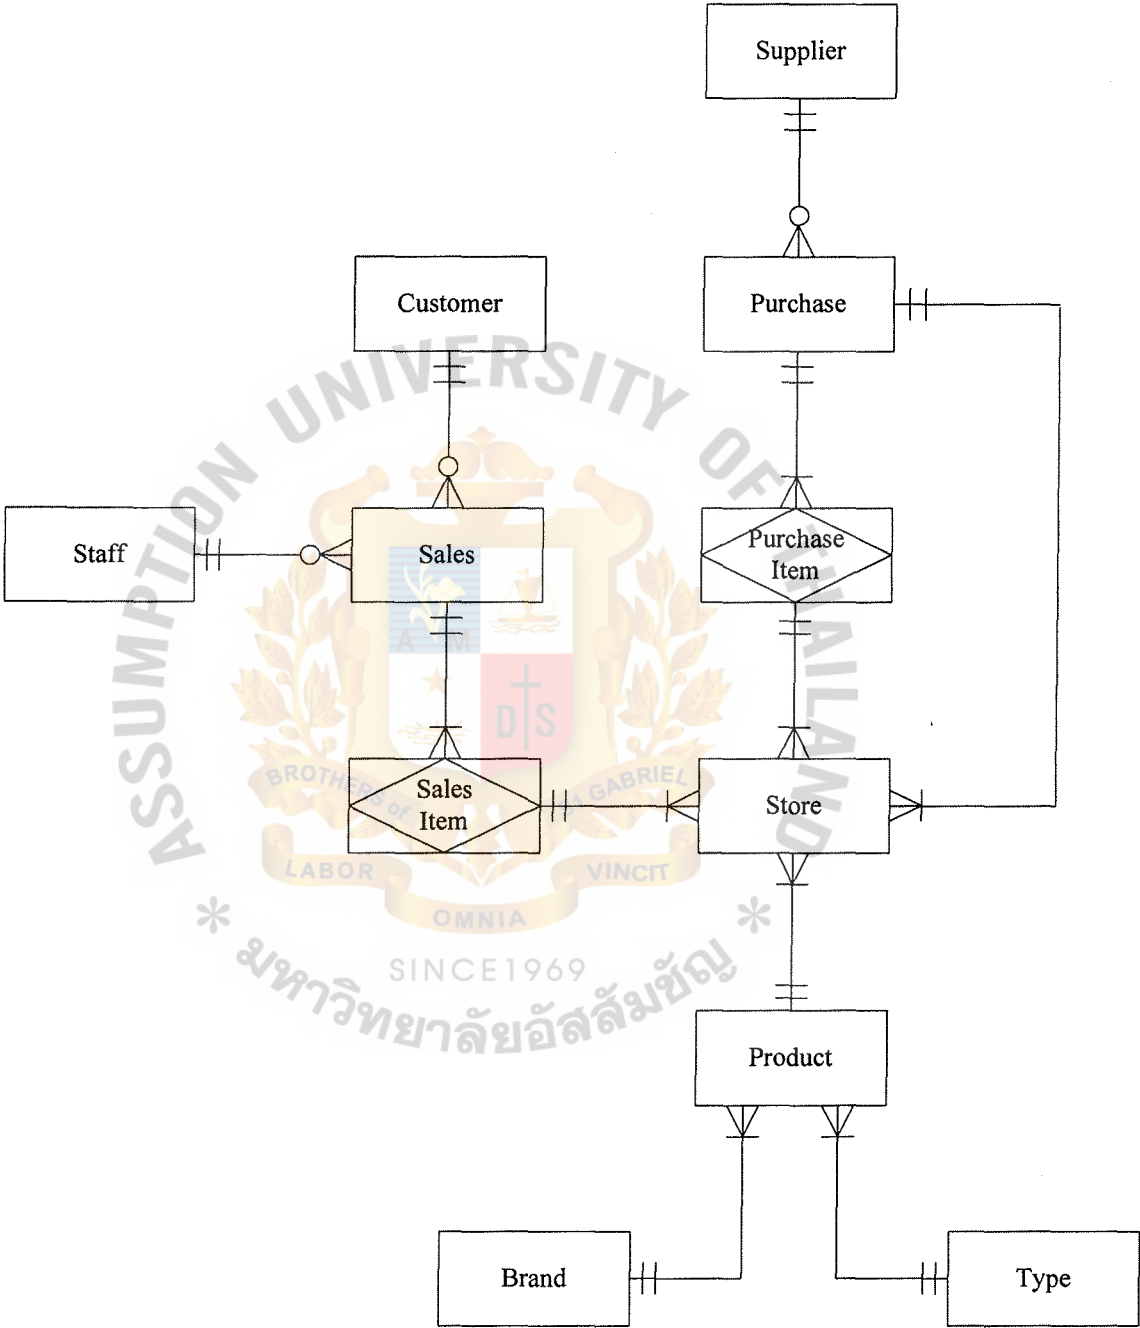 Supplier
Customer
Purchase
Staff
Sales
Purchase
Item
Sales
Item
Store
Product
Brand
Type
ASSUMPTION UNIVERSITY OF THAILAND
A M
D S
BROTHERS of ST GABRIEL
LABOR
OMNIA
VINCIT
SINCE1969
* มหาวิทยาลัยอัสสัมชัญ *